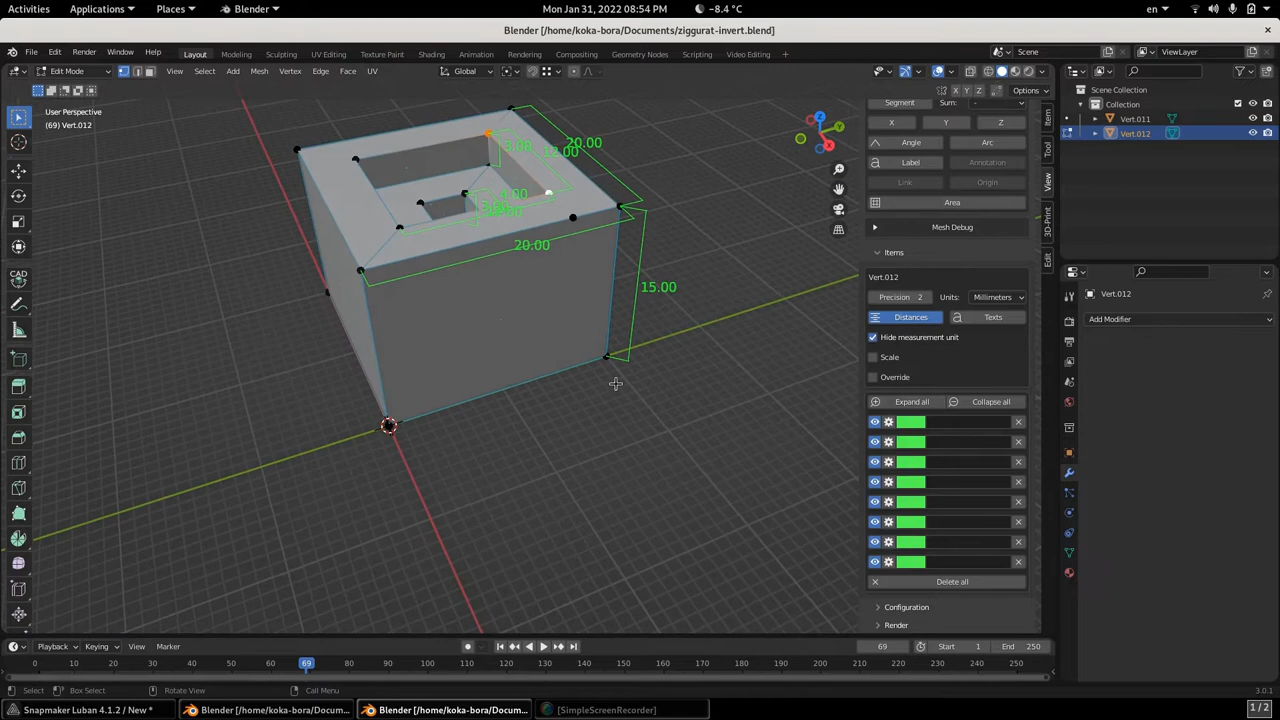 Activities Applications Places Blender Mon Jan 31, 2022 08:54 PM -8.4 °C en
Blender [/home/koka-bora/Documents/ziggurat-invert.blend]
File Edit Render Window Help Layout Modeling Sculpting UV Editing Texture Paint Shading Animation Rendering Compositing Geometry Nodes Video Editing + Scene ViewLayer
Edit Mode View Select Add Mesh Vertex Edge Face UV Global
X Y Z Options
User Perspective
(69) Vert.012
Scene Collection
Collection
Vert.011
Vert.012
Segment Sum: -
X Y Z
Angle Arc
Label Annotation
Link Origin
Area
Mesh Debug
Items
Vert.012
Precision 2 Units: Millimeters
Distances Texts
Hide measurement unit
Scale
Override
Expand all Collapse all
Delete all
Configuration
Render
Item
Tool
View
3D-Print
Edit
Z
Y
X
20.00
3.00
12.00
4.00
20.00
15.00
CAD
Vert.012
Add Modifier
Playback Keying View Marker 69 Start 1 End 250
0 10 20 30 40 50 60 69 80 90 100 110 120 130 140 150 160 170 180 190 200 210 220 230 240 250
Select Box Select Rotate View Call Menu 3.0.1
Snapmaker Luban 4.1.2 / New * Blender [/home/koka-bora/Docum... Blender [/home/koka-bora/Docum... [SimpleScreenRecorder] 1/2